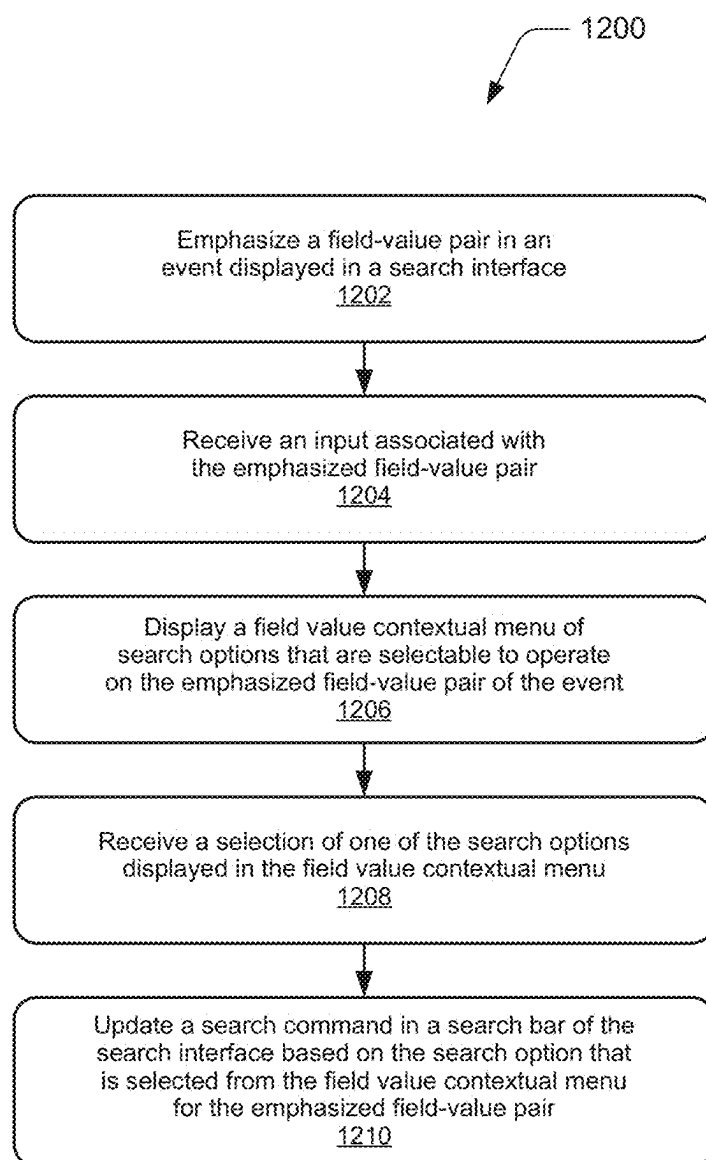 1200
Emphasize a field-value pair in an
event displayed in a search interface
1202
Receive an input associated with
the emphasized field-value pair
1204
Display a field value contextual menu of
search options that are selectable to operate
on the emphasized field-value pair of the event
1206
Receive a selection of one of the search options
displayed in the field value contextual menu
1208
Update a search command in a search bar of the
search interface based on the search option that
is selected from the field value contextual menu
for the emphasized field-value pair
1210